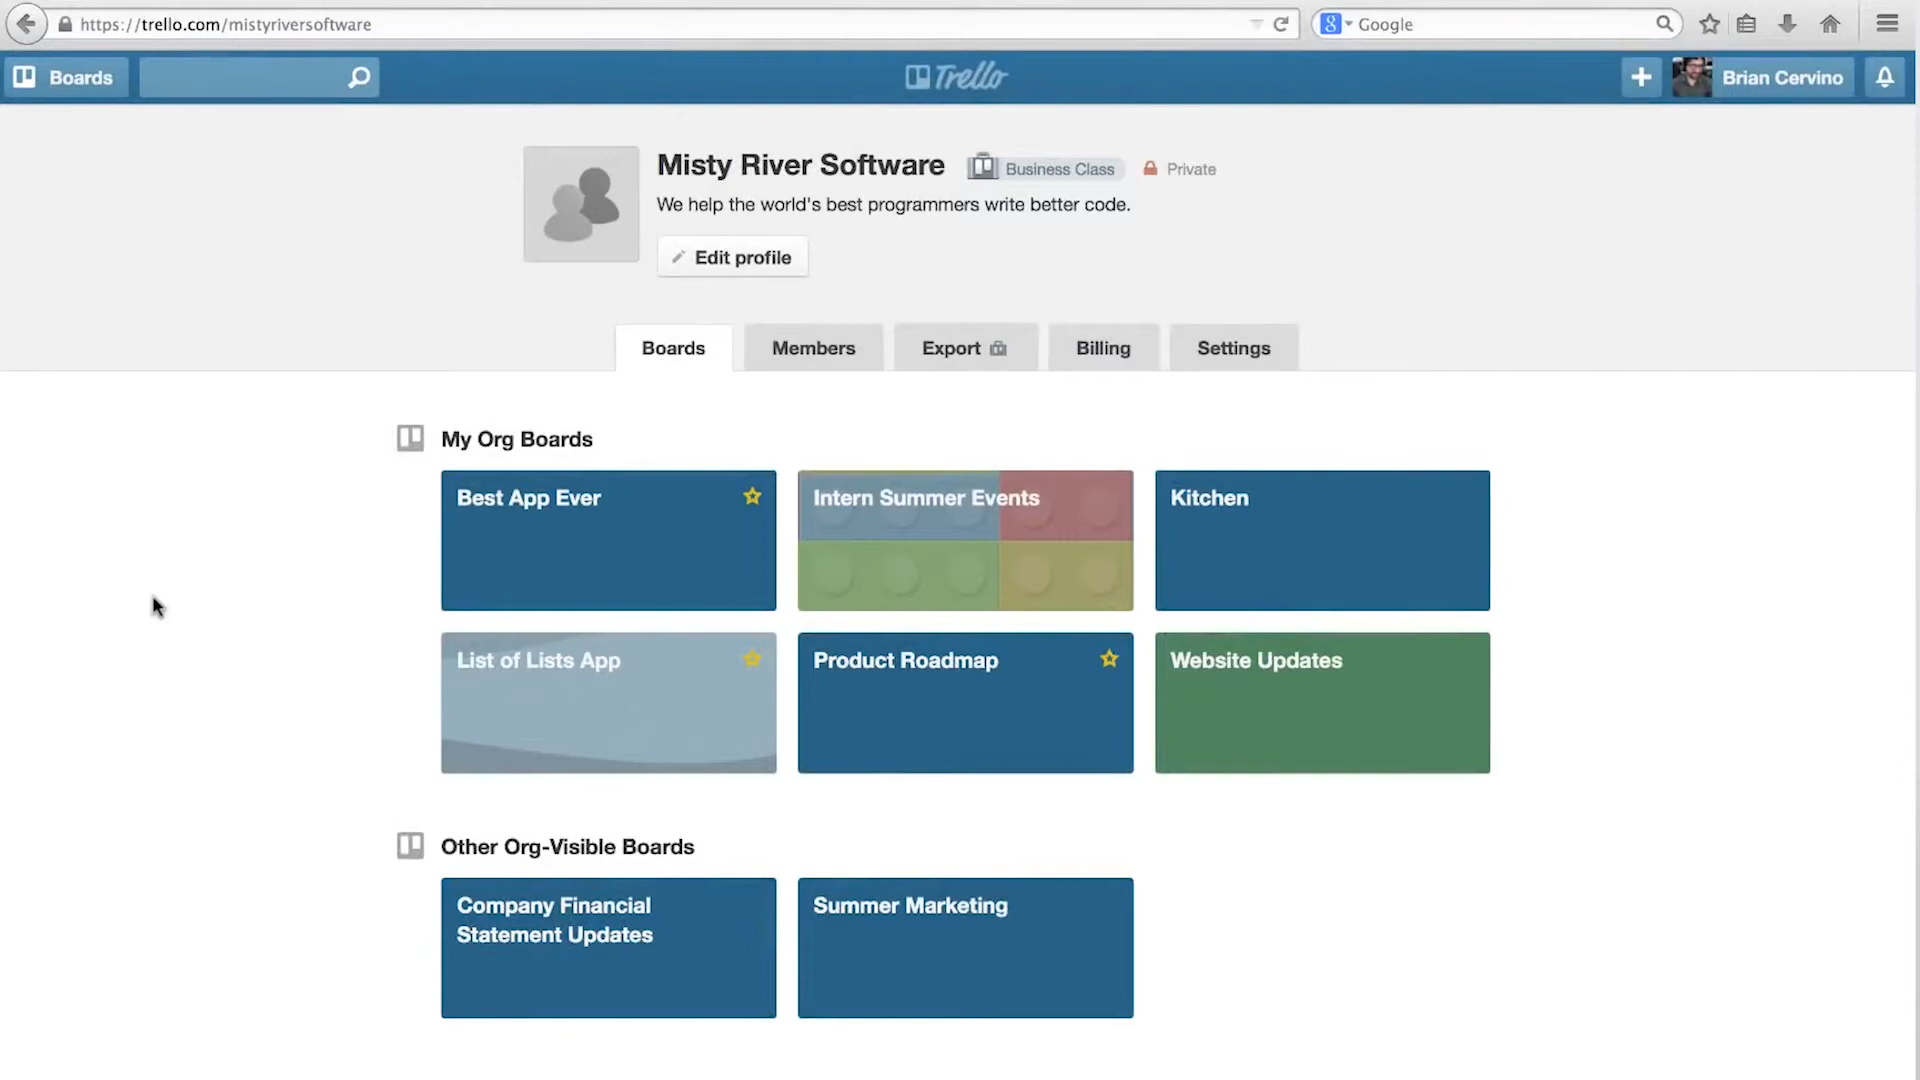 https://trello.com/mistyriversoftware
Google
Boards
Trello
Brian Cervino
Misty River Software
Business Class
Private
We help the world's best programmers write better code.
Edit profile
Boards
Members
Export
Billing
Settings
My Org Boards
Best App Ever
Intern Summer Events
Kitchen
List of Lists App
Product Roadmap
Website Updates
Other Org-Visible Boards
Company Financial
Statement Updates
Summer Marketing